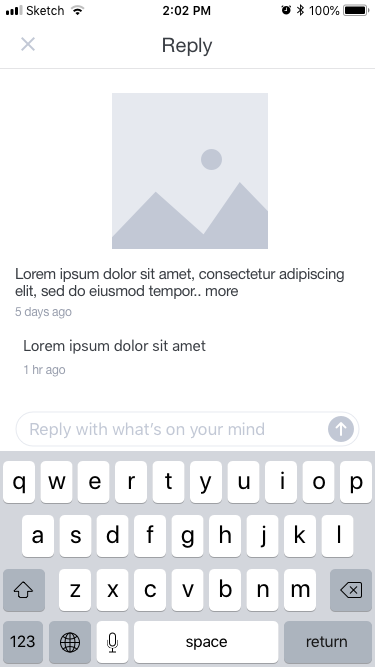 Sketch 2:02 PM 100%
Reply
Lorem ipsum dolor sit amet, consectetur adipiscing
elit, sed do eiusmod tempor.. more
5 days ago
Lorem ipsum dolor sit amet
1 hr ago
Reply with what's on your mind
q w e r t y u i o p
a s d f g h j k l
z x c v b n m
123 space return